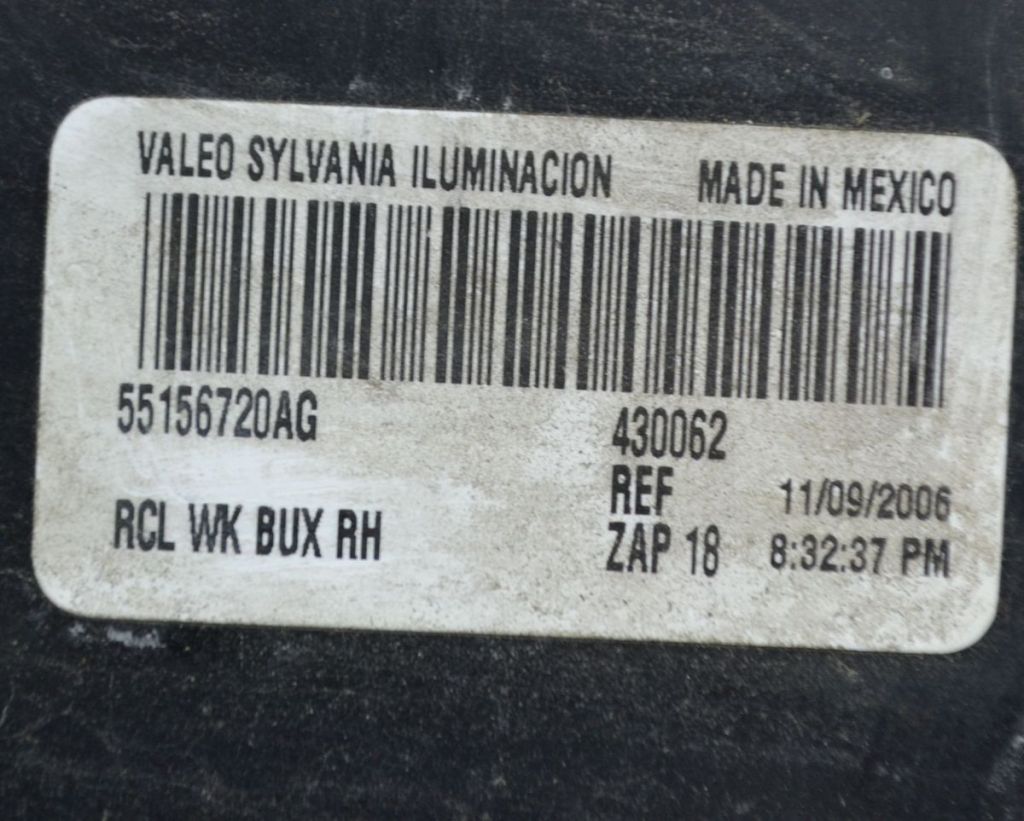 VALEO SYLVANIA ILUMINACION MADE IN MEXICO
55156720AG 430062
REF 11/09/2006
RCL WK BUX RH ZAP 18 8:32:37 PM